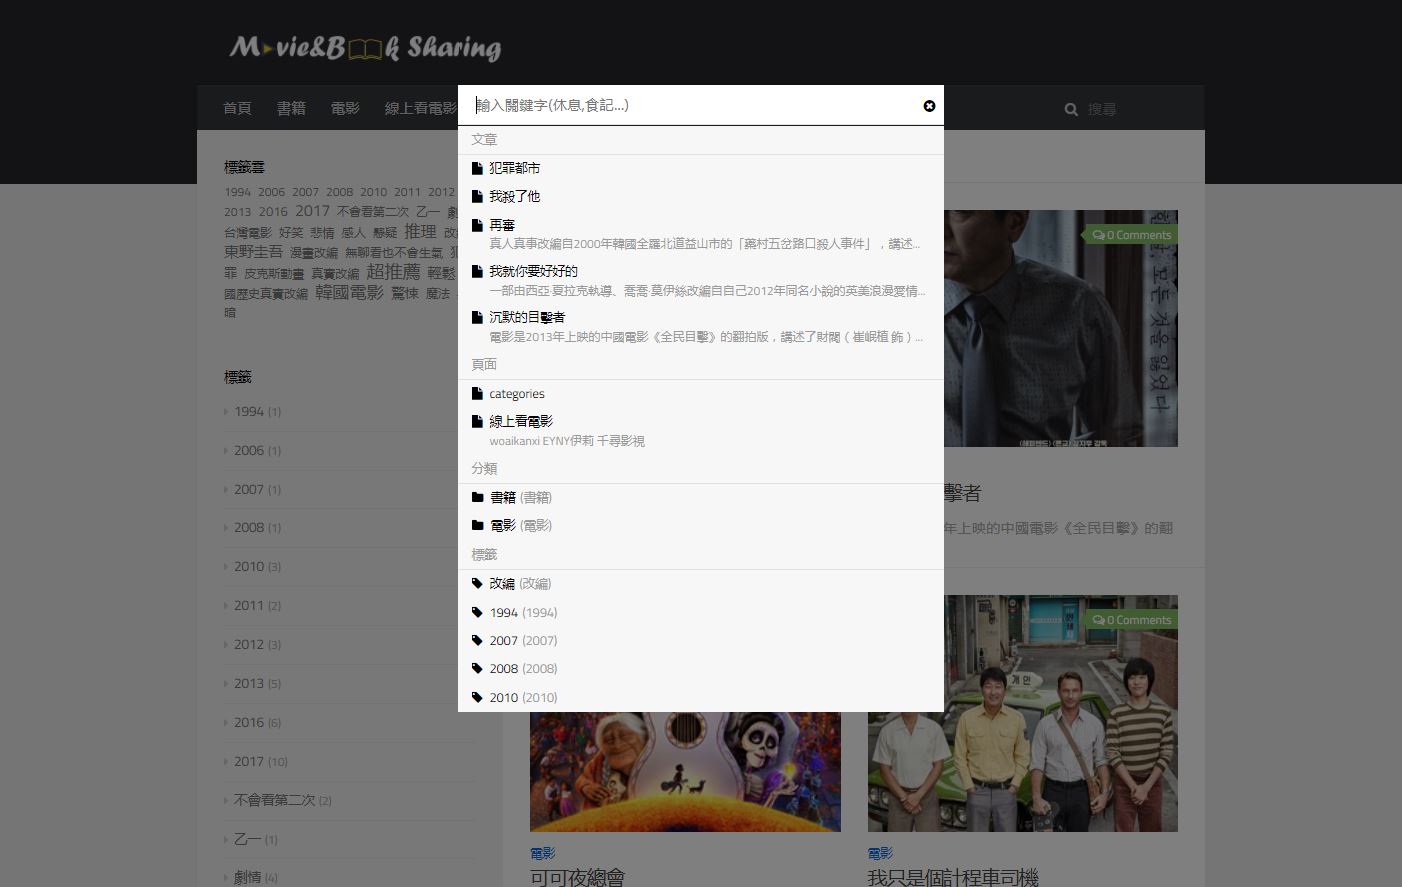 Movie&Book Sharing
首頁 書籍 電影 線上看電影
搜尋
輸入關鍵字(休息,食記...)
文章
犯罪都市
我殺了他
再審
真人真事改編自2000年韓國全羅北道益山市的「藥村五岔路口殺人事件」，講述...
我就你要好好的
一部由西亞·夏拉克執導、喬喬·莫伊絲改編自自己2012年同名小說的英美浪漫愛情...
沉默的目擊者
電影是2013年上映的中國電影《全民目擊》的翻拍版，講述了財閥（崔岷植 飾）...
頁面
categories
線上看電影
woaikanxi EYNY伊莉 千尋影視
分類
書籍 (書籍)
電影 (電影)
標籤
改編 (改編)
1994 (1994)
2007 (2007)
2008 (2008)
2010 (2010)
標籤雲
1994 2006 2007 2008 2010 2011 2012
2013 2016 2017 不會看第二次 乙一 劇
台灣電影 好笑 悲情 感人 懸疑 推理 改
東野圭吾 漫畫改編 無聊看也不會生氣 犯
罪 皮克斯動畫 真實改編 超推薦 輕鬆
國歷史真實改編 韓國電影 驚悚 魔法
暗
標籤
1994 (1)
2006 (1)
2007 (1)
2008 (1)
2010 (3)
2011 (2)
2012 (3)
2013 (5)
2016 (6)
2017 (10)
不會看第二次 (2)
乙一 (1)
劇情 (4)
0 Comments
모든 것을 잃었다
擊者
年上映的中國電影《全民目擊》的翻
0 Comments
개인
電影
可可夜總會
電影
我只是個計程車司機